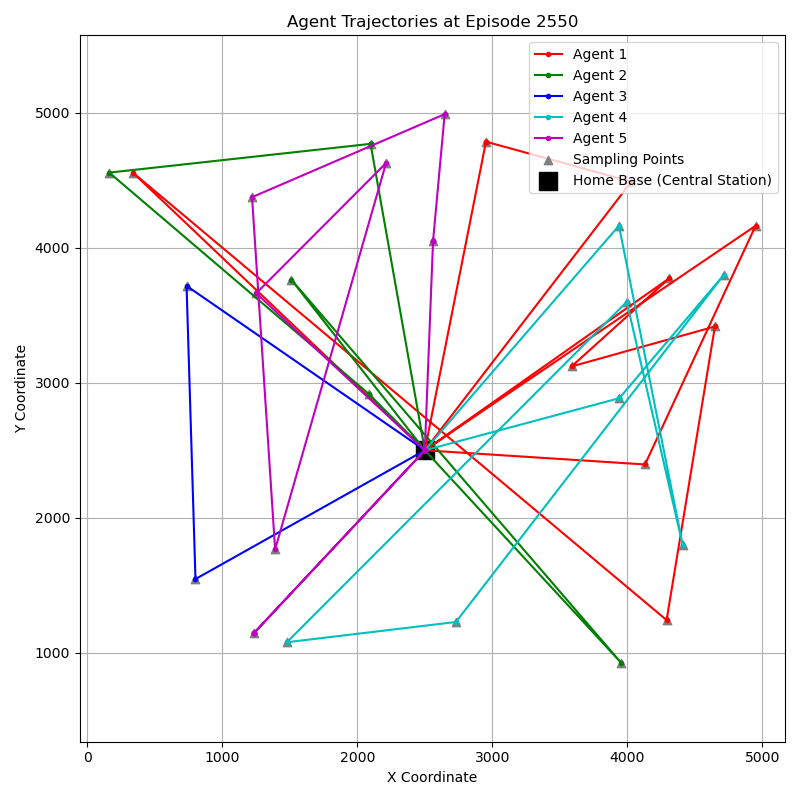 Agent Trajectories at Episode 2550
Agent 1
Agent 2
Agent 3
Agent 4
Agent 5
Sampling Points
Home Base (Central Station)
Y Coordinate
5000
4000
3000
2000
1000
0
1000
2000
3000
4000
5000
X Coordinate